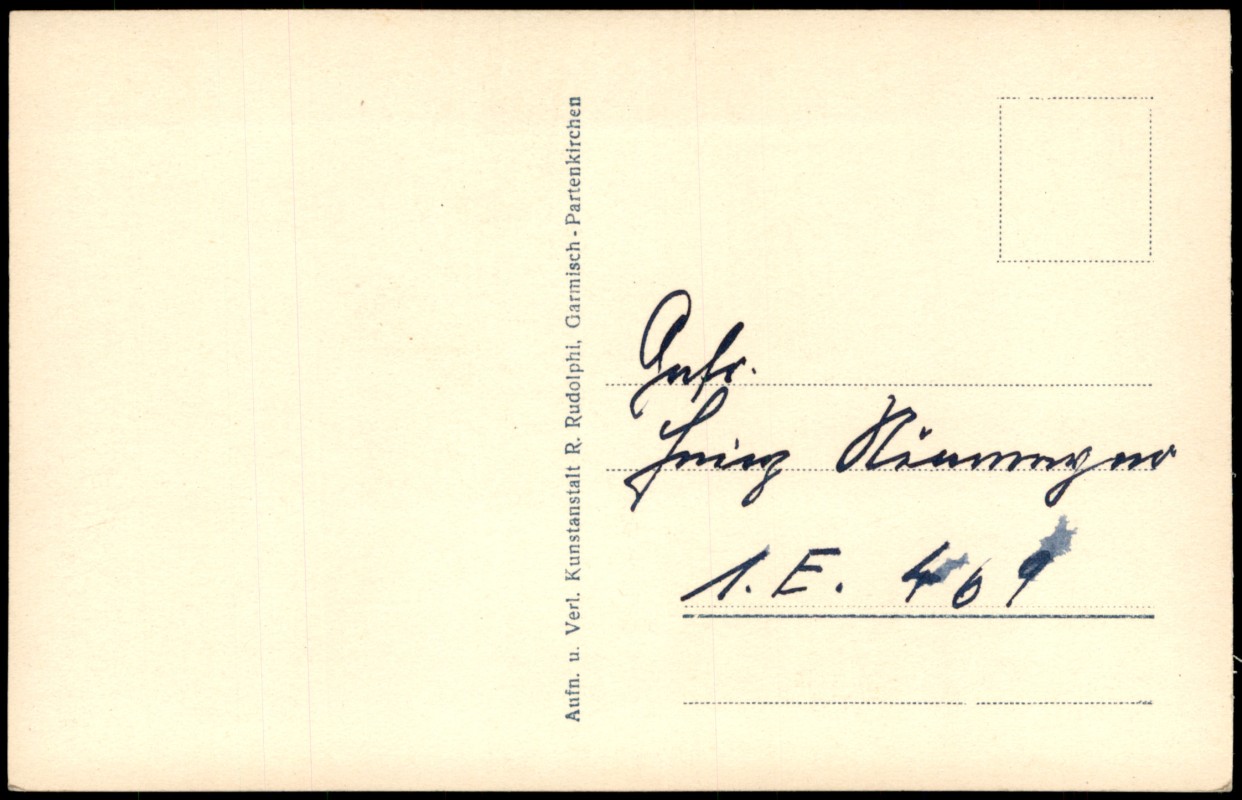 Aufn. u. Verl. Kunstanstalt R. Rudolphi, Garmisch-Partenkirchen
Gefr.
Heinz
1. E. 469